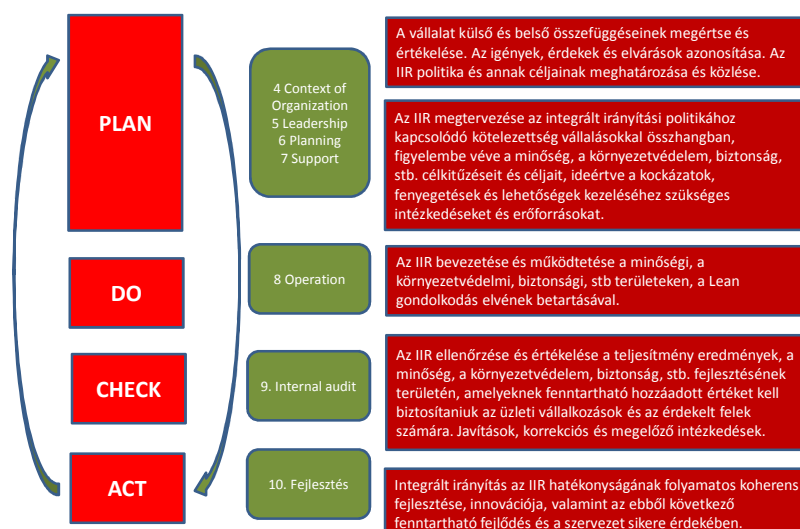 PLAN
4 Context of
Organization
5 Leadership
6 Planning
7 Support
A vállalat külső és belső összefüggéseinek megértse és
értékelése. Az igények, érdekek és elvárások azonosítása. Az
IIR politika és annak céljainak meghatározása és közlése.
Az IIR megtervezése az integrált irányítási politikához
kapcsolódó kötelezettség vállalásokkal összhangban,
figyelembe véve a minőség, a környezetvédelem, biztonság,
stb. célkitűzéseit és céljait, ideértve a kockázatok,
fenyegetések és lehetőségek kezeléséhez szükséges
intézkedéseket és erőforrásokat.
DO
8 Operation
Az IIR bevezetése és működtetése a minőségi, a
környezetvédelmi, biztonsági, stb területeken, a Lean
gondolkodás elvének betartásával.
CHECK
9. Internal audit
Az IIR ellenőrzése és értékelése a teljesítmény eredmények, a
minőség, a környezetvédelem, biztonság, stb. fejlesztésének
területén, amelyeknek fenntartható hozzáadott értéket kell
biztosítaniuk az üzleti vállalkozások és az érdekelt felek
számára. Javítások, korrekciós és megelőző intézkedések.
ACT
10. Fejlesztés
Integrált irányítás az IIR hatékonyságának folyamatos koherens
fejlesztése, innovációja, valamint az ebből következő
fenntartható fejlődés és a szervezet sikere érdekében.